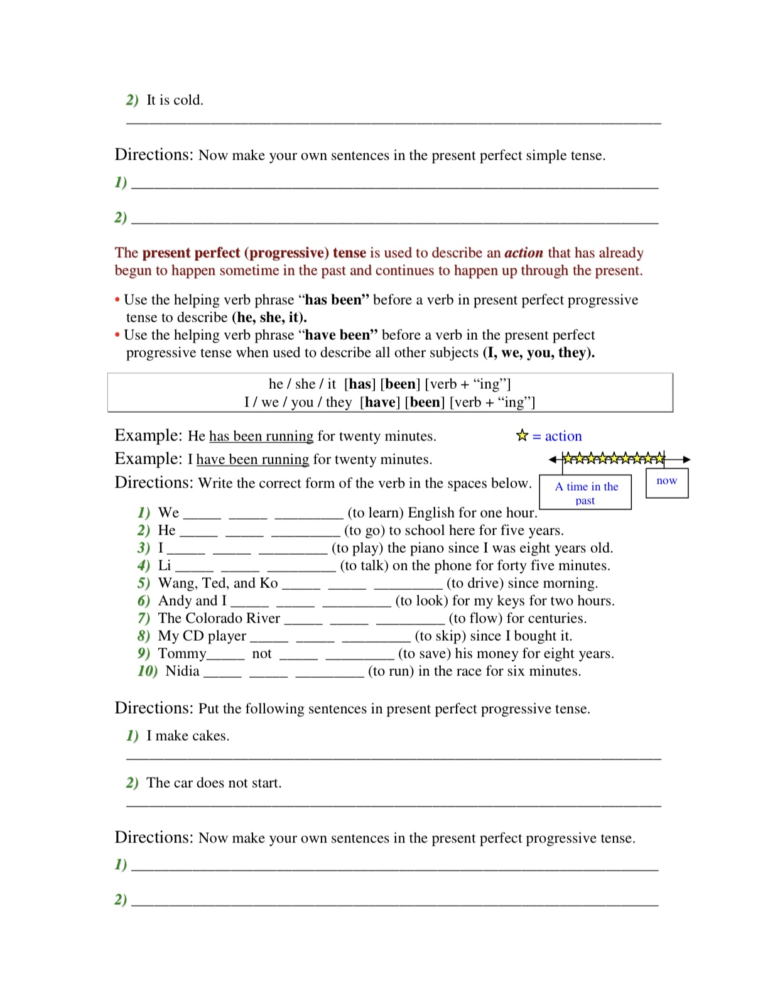 2) It is cold.
_______________________________________________
Directions: Now make your own sentences in the present perfect simple tense.
1) _______________________________________________
2) _______________________________________________
The present perfect (progressive) tense is used to describe an action that has already
begun to happen sometime in the past and continues to happen up through the present.
• Use the helping verb phrase “has been” before a verb in present perfect progressive
tense to describe (he, she, it).
• Use the helping verb phrase “have been” before a verb in the present perfect
progressive tense when used to describe all other subjects (I, we, you, they).
he / she / it [has] [been] [verb + “ing”]
I / we / you / they [have] [been] [verb + “ing”]
Example: He has been running for twenty minutes.
= action
Example: I have been running for twenty minutes.
Directions: Write the correct form of the verb in the spaces below.
A time in the
past
now
1) We _____ _____ _________ (to learn) English for one hour.
2) He _____ _____ _________ (to go) to school here for five years.
3) I _____ _____ _________ (to play) the piano since I was eight years old.
4) Li _____ _____ _________ (to talk) on the phone for forty five minutes.
5) Wang, Ted, and Ko _____ _____ _________ (to drive) since morning.
6) Andy and I _____ _____ _________ (to look) for my keys for two hours.
7) The Colorado River _____ _____ _________ (to flow) for centuries.
8) My CD player _____ _____ _________ (to skip) since I bought it.
9) Tommy_____ not _____ _________ (to save) his money for eight years.
10) Nidia _____ _____ _________ (to run) in the race for six minutes.
Directions: Put the following sentences in present perfect progressive tense.
1) I make cakes.
_______________________________________________
2) The car does not start.
_______________________________________________
Directions: Now make your own sentences in the present perfect progressive tense.
1) _______________________________________________
2) _______________________________________________